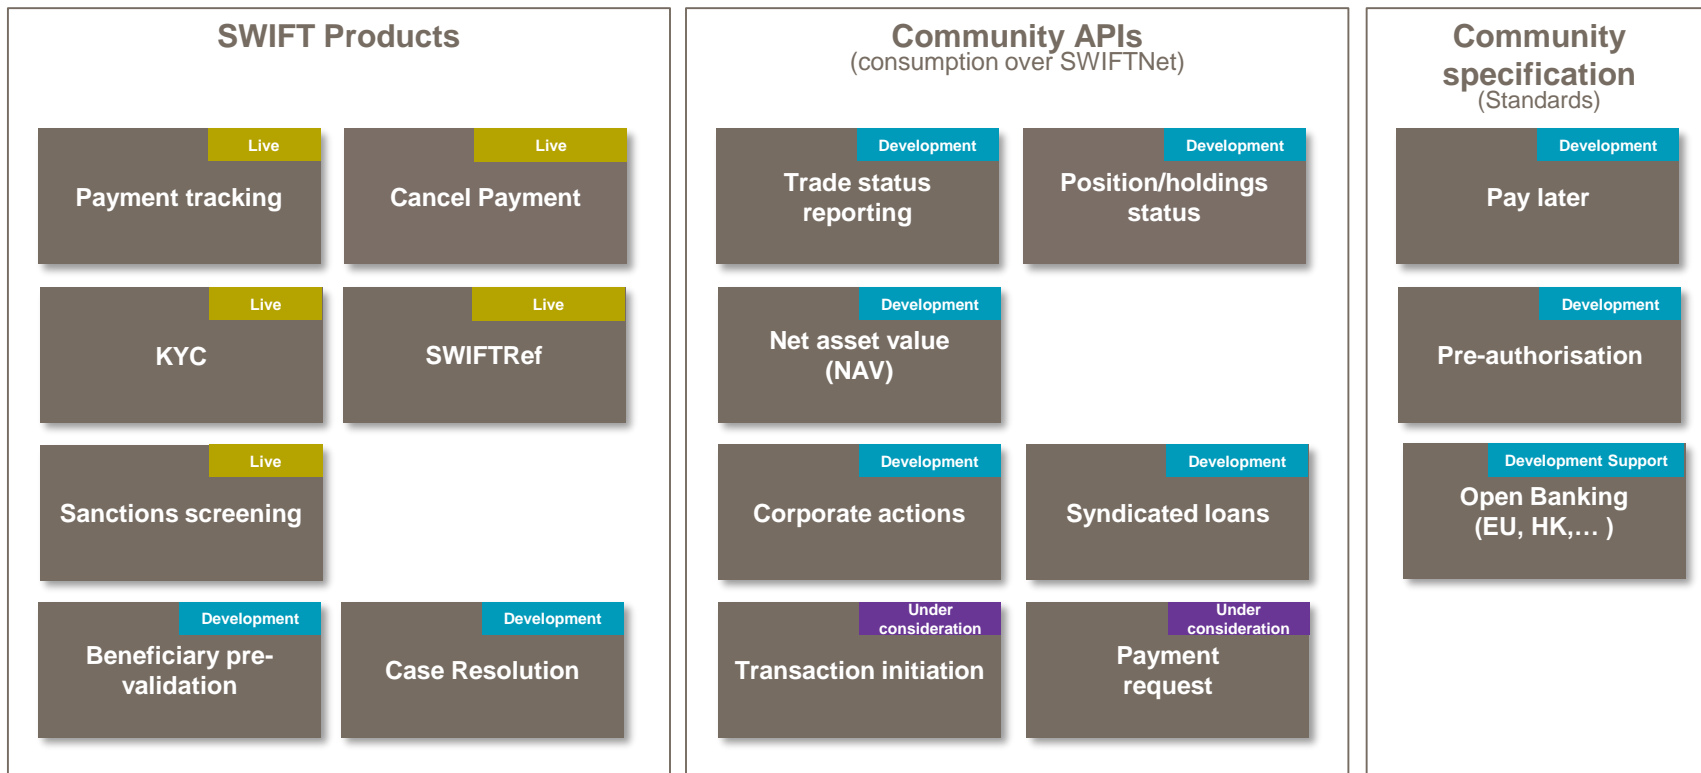 SWIFT Products
Live
Payment tracking
Live
Cancel Payment
Live
KYC
Live
SWIFTRef
Live
Sanctions screening
Development
Beneficiary pre-
validation
Development
Case Resolution
Community APIs
(consumption over SWIFTNet)
Development
Trade status
reporting
Development
Position/holdings
status
Development
Net asset value
(NAV)
Development
Corporate actions
Development
Syndicated loans
Under
consideration
Transaction initiation
Under
consideration
Payment
request
Community
specification
(Standards)
Development
Pay later
Development
Pre-authorisation
Development Support
Open Banking
(EU, HK,… )